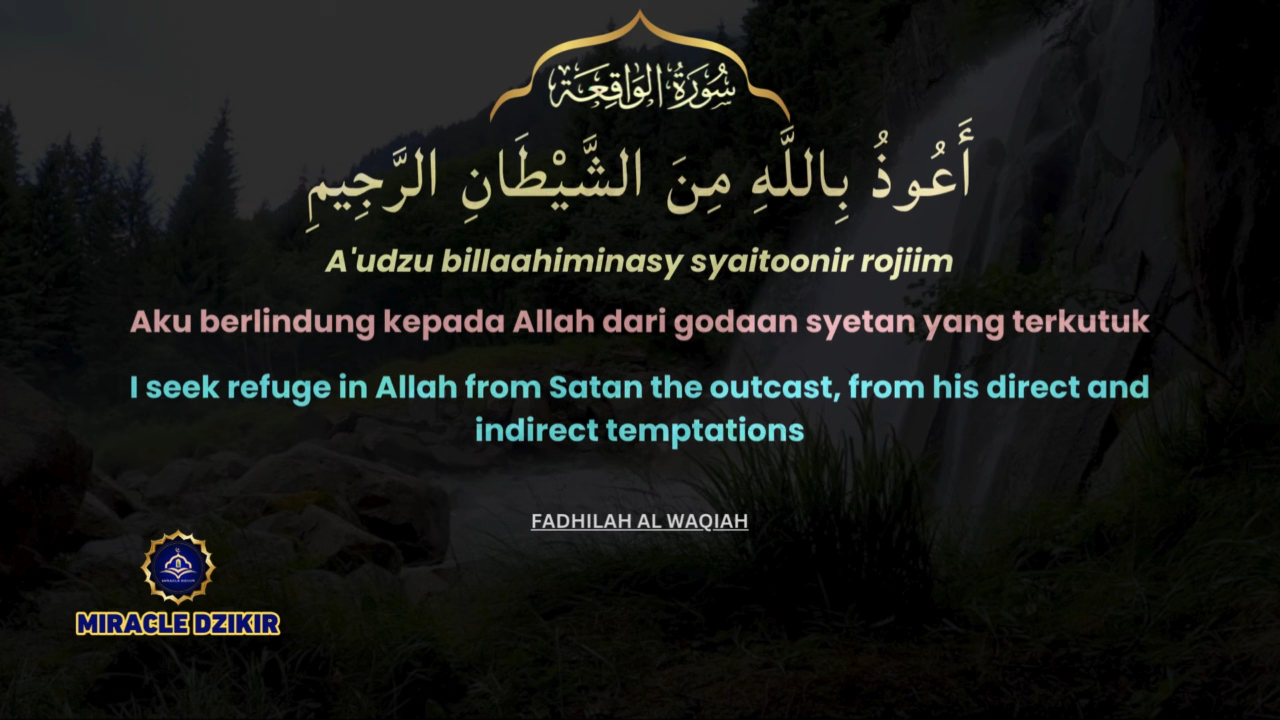 سُورَةُ الوَاقِعَة
أَعُوذُ بِاللَّهِ مِنَ الشَّيْطَانِ الرَّجِيمِ
A'udzu billaahiminasy syaitoonir rojiim
Aku berlindung kepada Allah dari godaan syetan yang terkutuk
I seek refuge in Allah from Satan the outcast, from his direct and
indirect temptations
FADHILAH AL WAQIAH
MIRACLE DZIKIR
MIRACLE DZIKIR